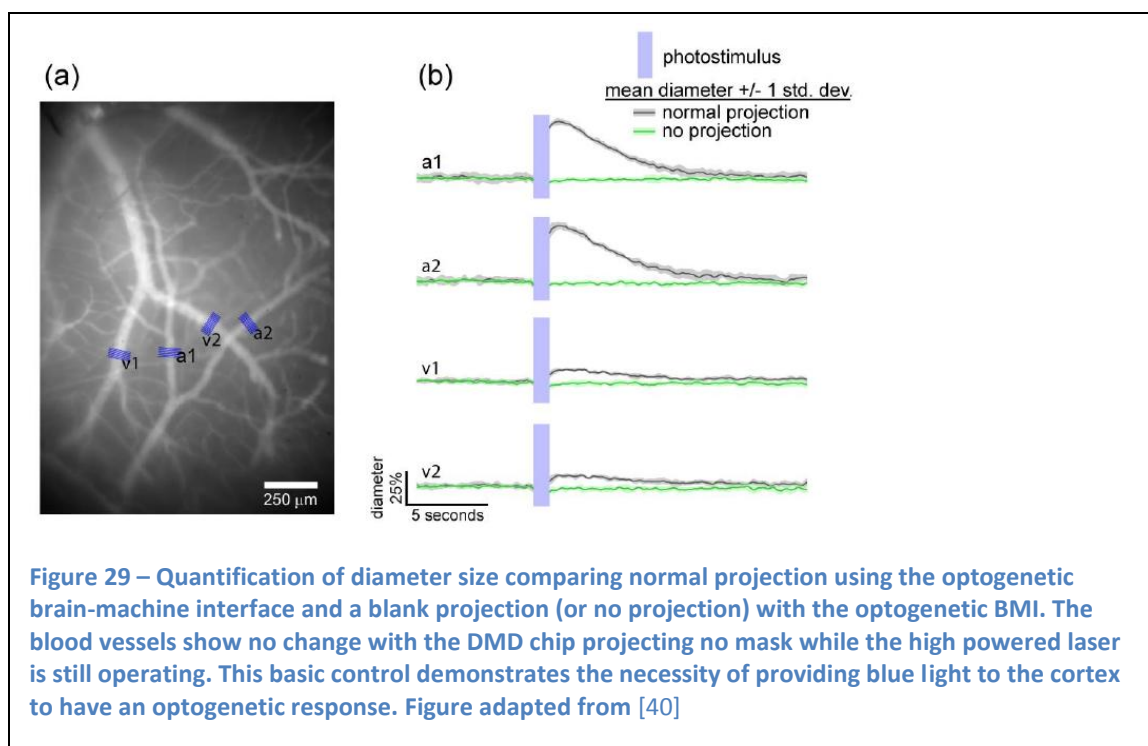 (a)
v1
a1
v2
a2
250 μm
(b)
photostimulus
mean diameter +/- 1 std. dev.
normal projection
no projection
a1
a2
v1
v2
diameter
25%
5 seconds
Figure 29 – Quantification of diameter size comparing normal projection using the optogenetic
brain-machine interface and a blank projection (or no projection) with the optogenetic BMI. The
blood vessels show no change with the DMD chip projecting no mask while the high powered laser
is still operating. This basic control demonstrates the necessity of providing blue light to the cortex
to have an optogenetic response. Figure adapted from [40]